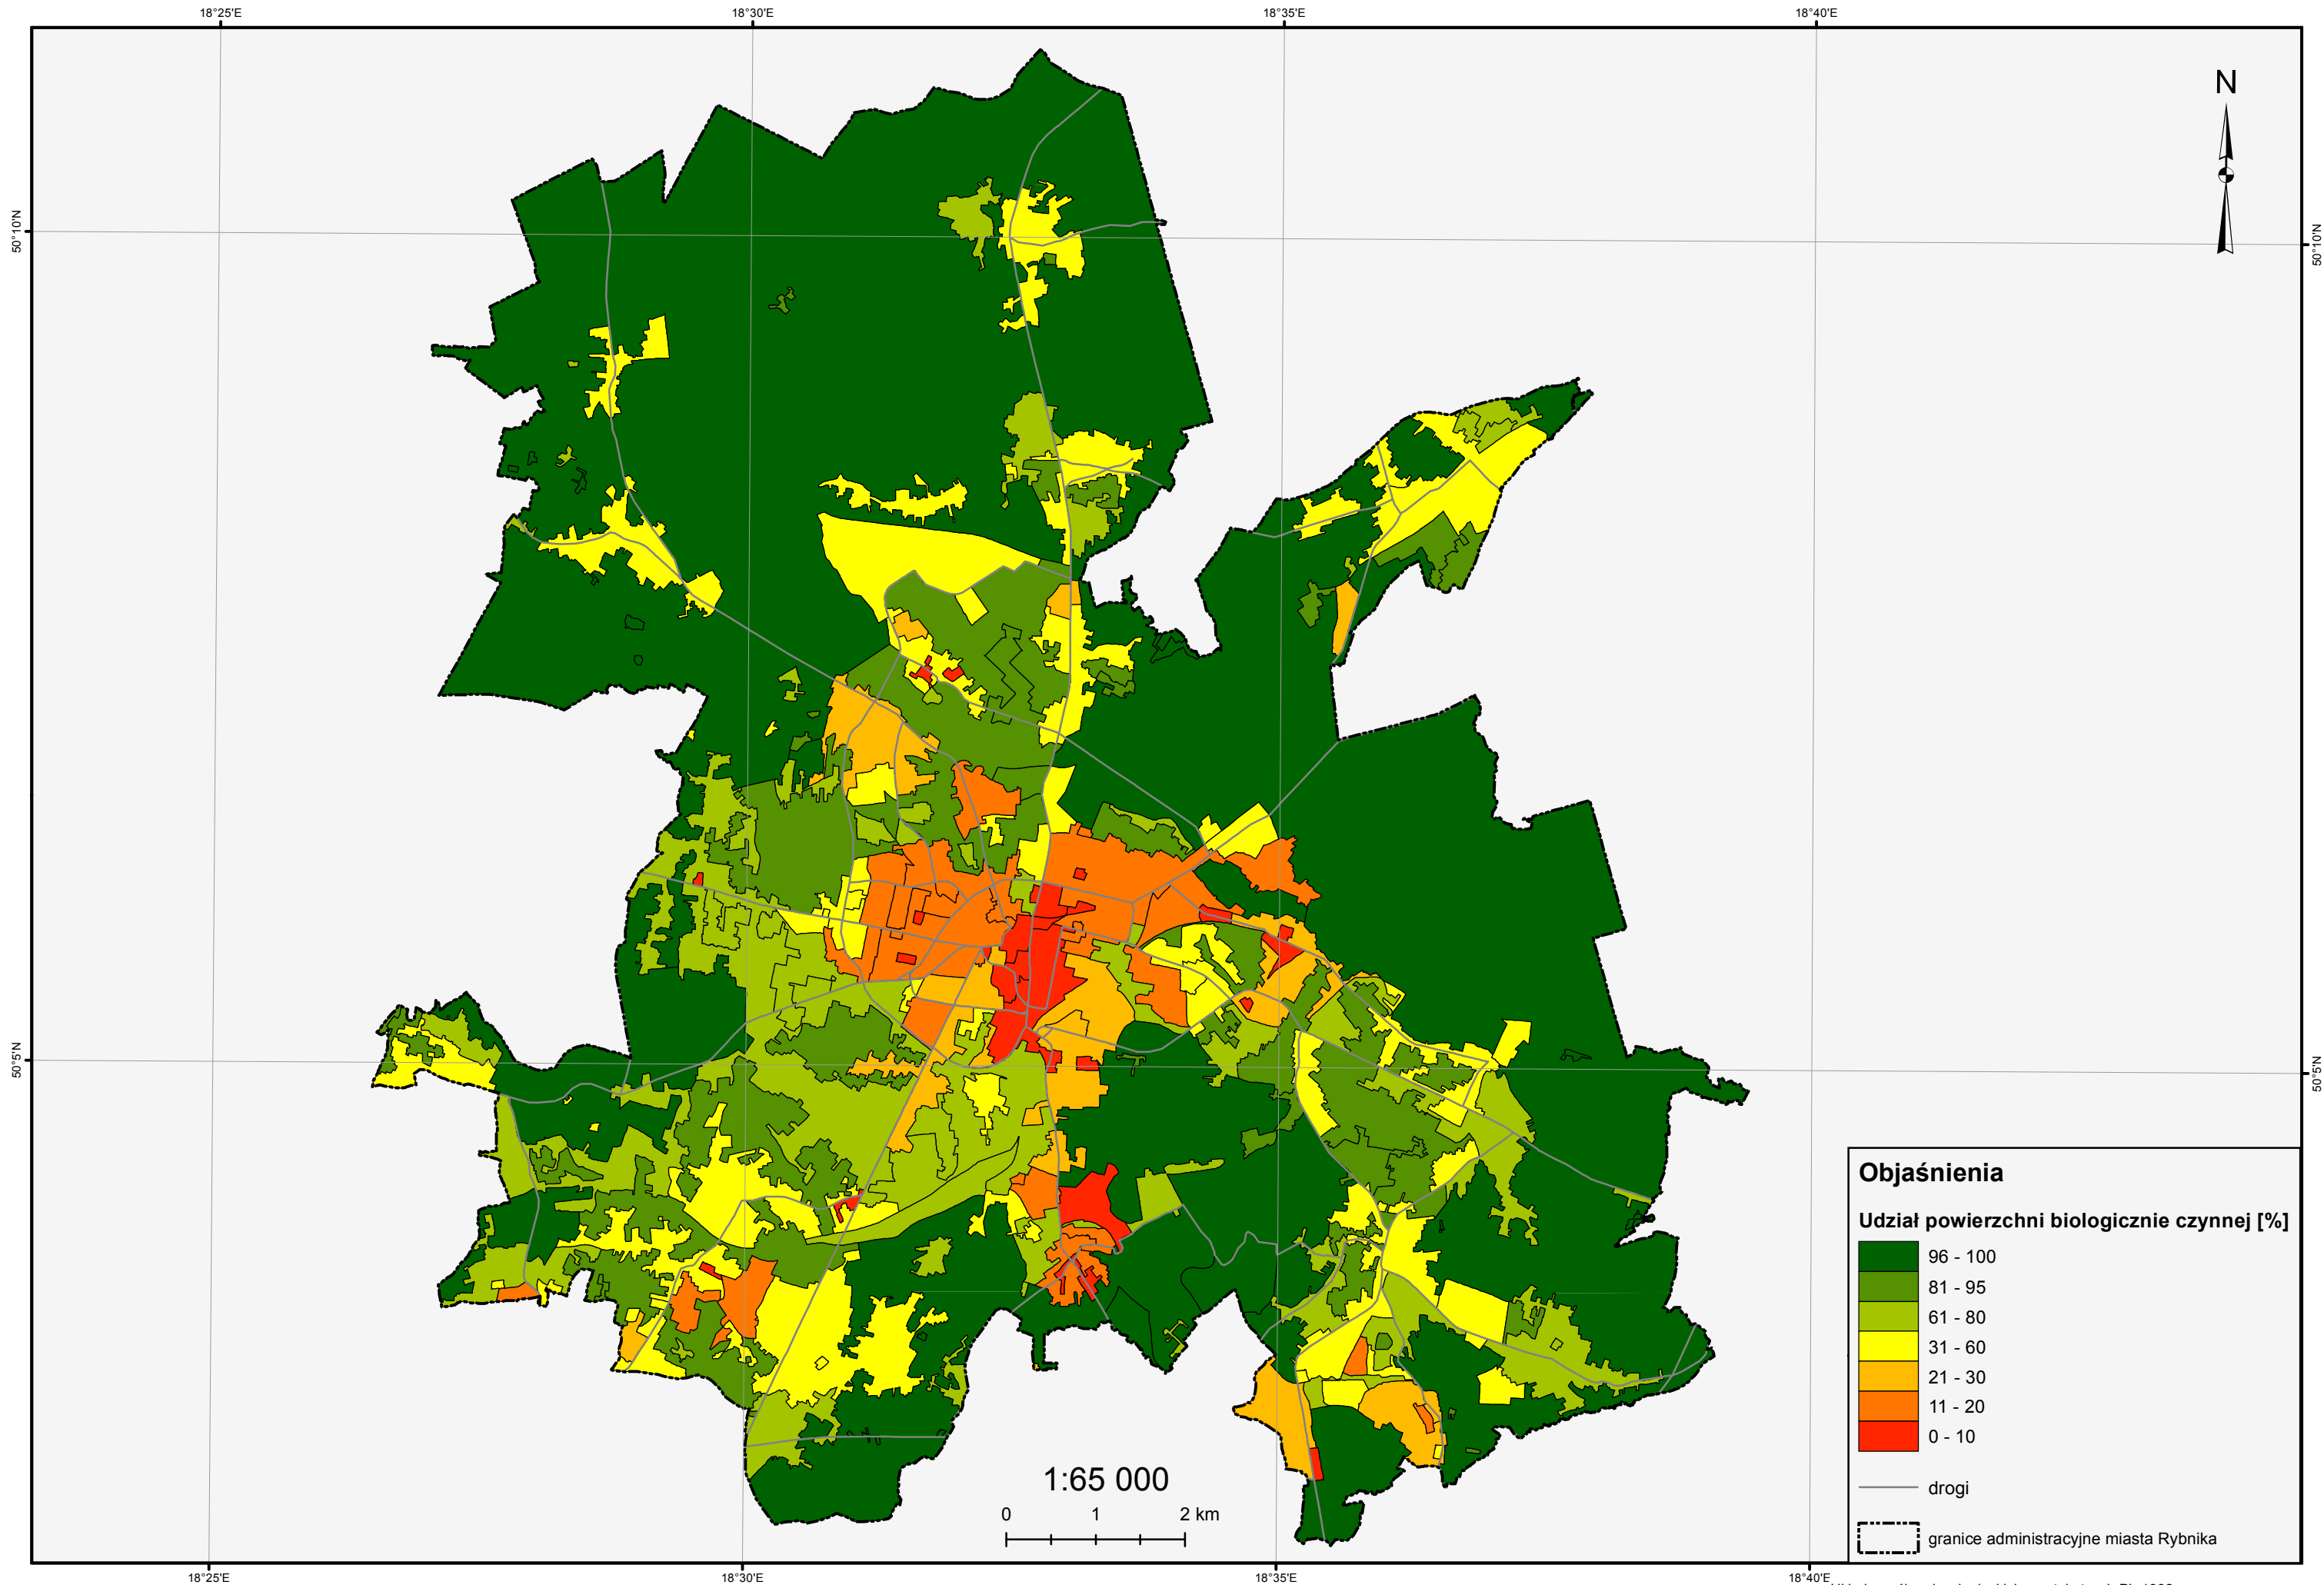 18°25'E
18°30'E
18°35'E
18°40'E
N
50°10'N
50°10'N
50°5'N
50°5'N
Objaśnienia
Udział powierzchni biologicznie czynnej [%]
96 - 100
81 - 95
61 - 80
31 - 60
21 - 30
11 - 20
0 - 10
drogi
granice administracyjne miasta Rybnika
1:65 000
0 1 2 km
18°25'E
18°30'E
18°35'E
18°40'E